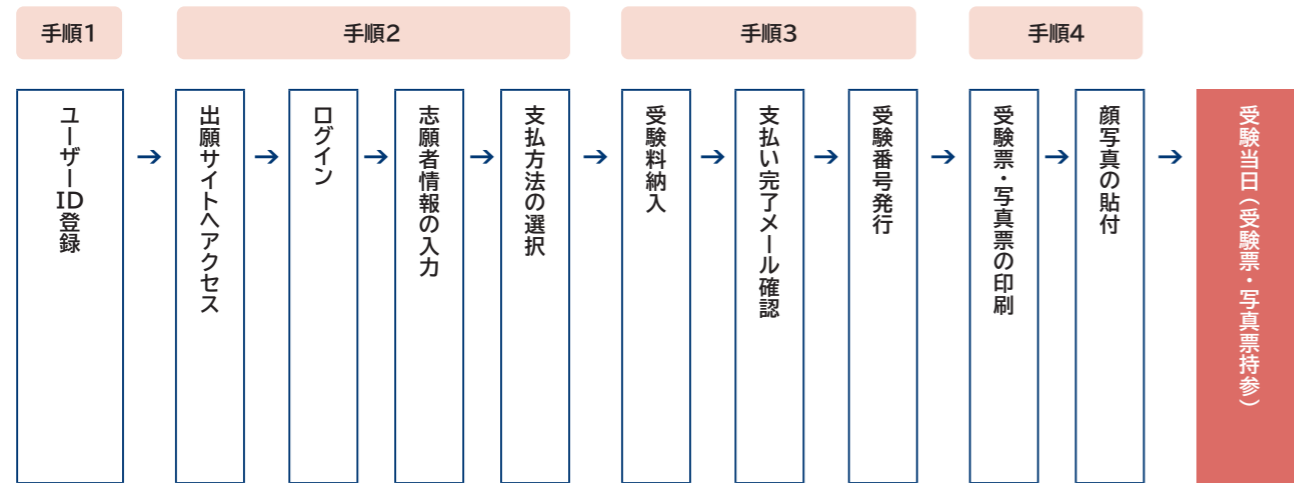 手順1
手順2
手順3
手順4
ユーザーID登録
出願サイトへアクセス
ログイン
志願者情報の入力
支払方法の選択
受験料納入
支払い完了メール確認
受験番号発行
受験票・写真票の印刷
顔写真の貼付
受験当日(受験票・写真票持参)